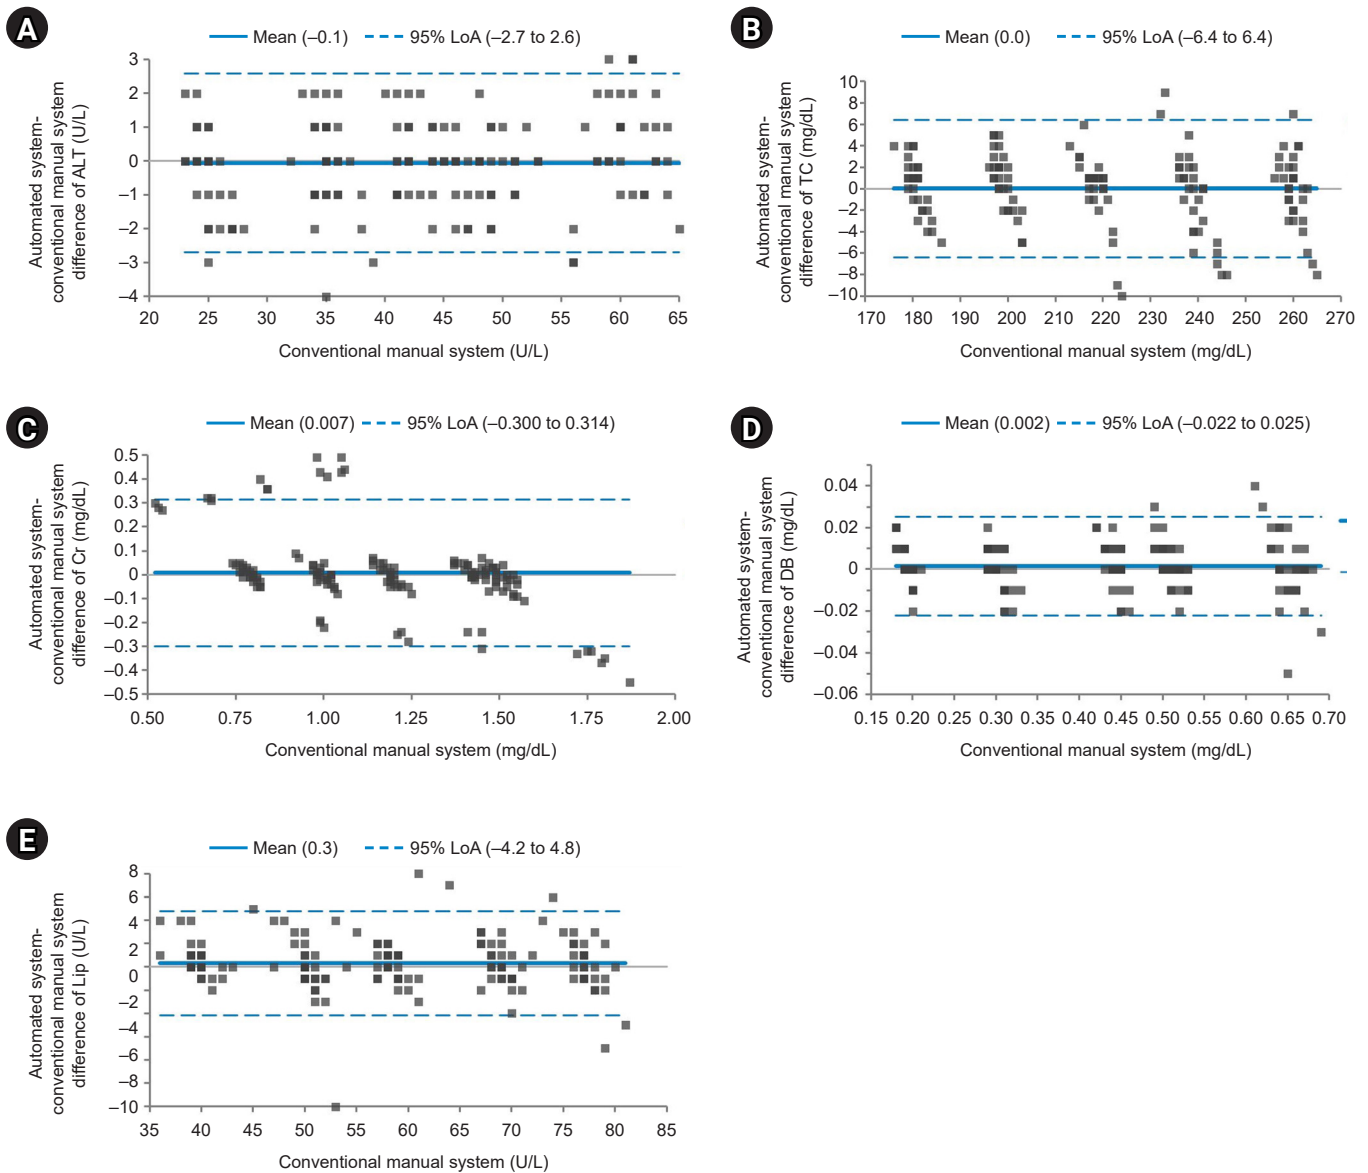 A
Mean (–0.1) 95% LoA (–2.7 to 2.6)
Automated system-
conventional manual system
difference of ALT (U/L)
3
2
1
0
–1
–2
–3
–4
20 25 30 35 40 45 50 55 60 65
Conventional manual system (U/L)
B
Mean (0.0) 95% LoA (–6.4 to 6.4)
Automated system
conventional manual system
difference of TC (mg/dL)
10
8
6
4
2
0
–2
–4
–6
–8
–10
170 180 190 200 210 220 230 240 250 260 270
Conventional manual system (mg/dL)
C
Mean (0.007) 95% LoA (–0.300 to 0.314)
Automated system-
conventional manual system
difference of Cr (mg/dL)
0.5
0.4
0.3
0.2
0.1
0
–0.1
–0.2
–0.3
–0.4
–0.5
0.50 0.75 1.00 1.25 1.50 1.75 2.00
Conventional manual system (mg/dL)
D
Mean (0.002) 95% LoA (–0.022 to 0.025)
Automated system-
conventional manual system
difference of DB (mg/dL)
0.04
0.02
0
–0.02
–0.04
–0.06
0.15 0.20 0.30 0.35 0.40 0.45 0.50 0.55 0.60 0.65 0.70
Conventional manual system (mg/dL)
E
Mean (0.3) 95% LoA (–4.2 to 4.8)
Automated system-
conventional manual system
difference of Lip (U/L)
8
6
4
2
0
–2
–4
–6
–8
–10
35 40 45 50 55 60 65 70 75 80 85
Conventional manual system (U/L)